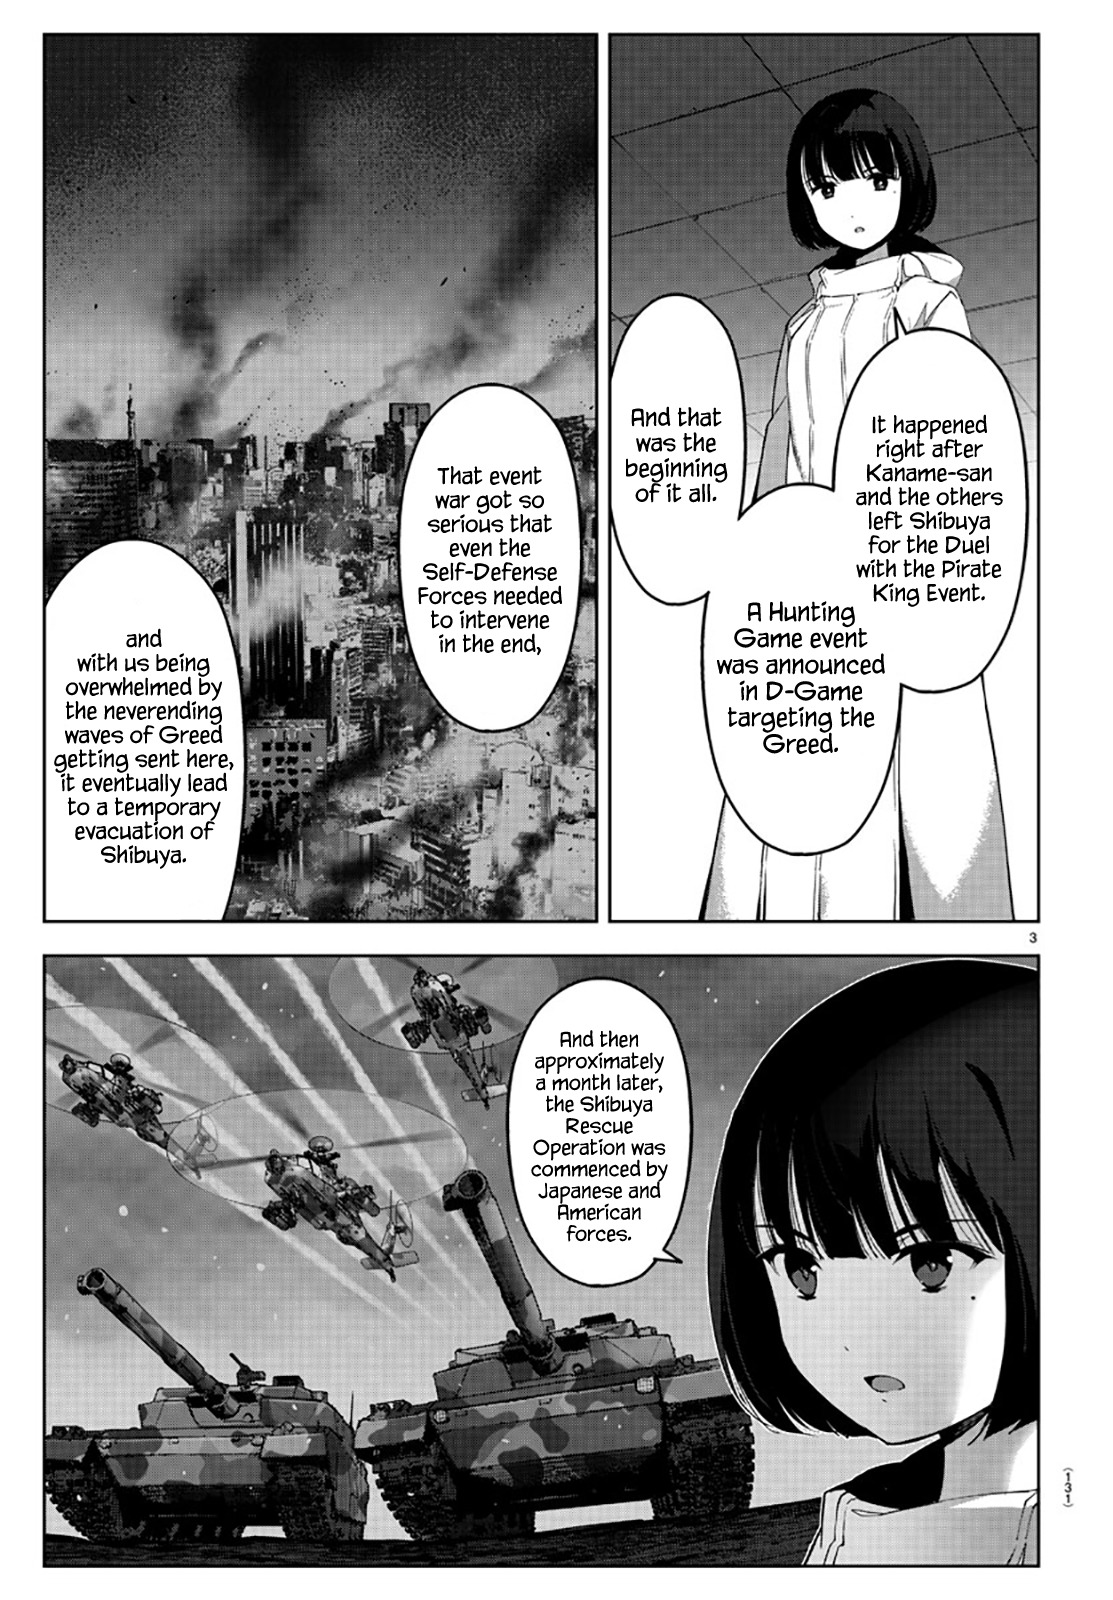 It happened
right after
Kaname-san
and the others
left Shibuya
for the Duel
with the Pirate
King Event.
A Hunting
Game event
was announced
in D-Game
targeting the
Greed.
And that
was the
beginning
of it all.
That event
war got so
serious that
even the
Self-Defense
Forces needed
to intervene
in the end,
and
with us being
overwhelmed by
the neverending
waves of Greed
getting sent here,
it eventually lead
to a temporary
evacuation of
Shibuya.
3
And then
approximately
a month later,
the Shibuya
Rescue
Operation was
commenced by
Japanese and
American
forces.
(131)